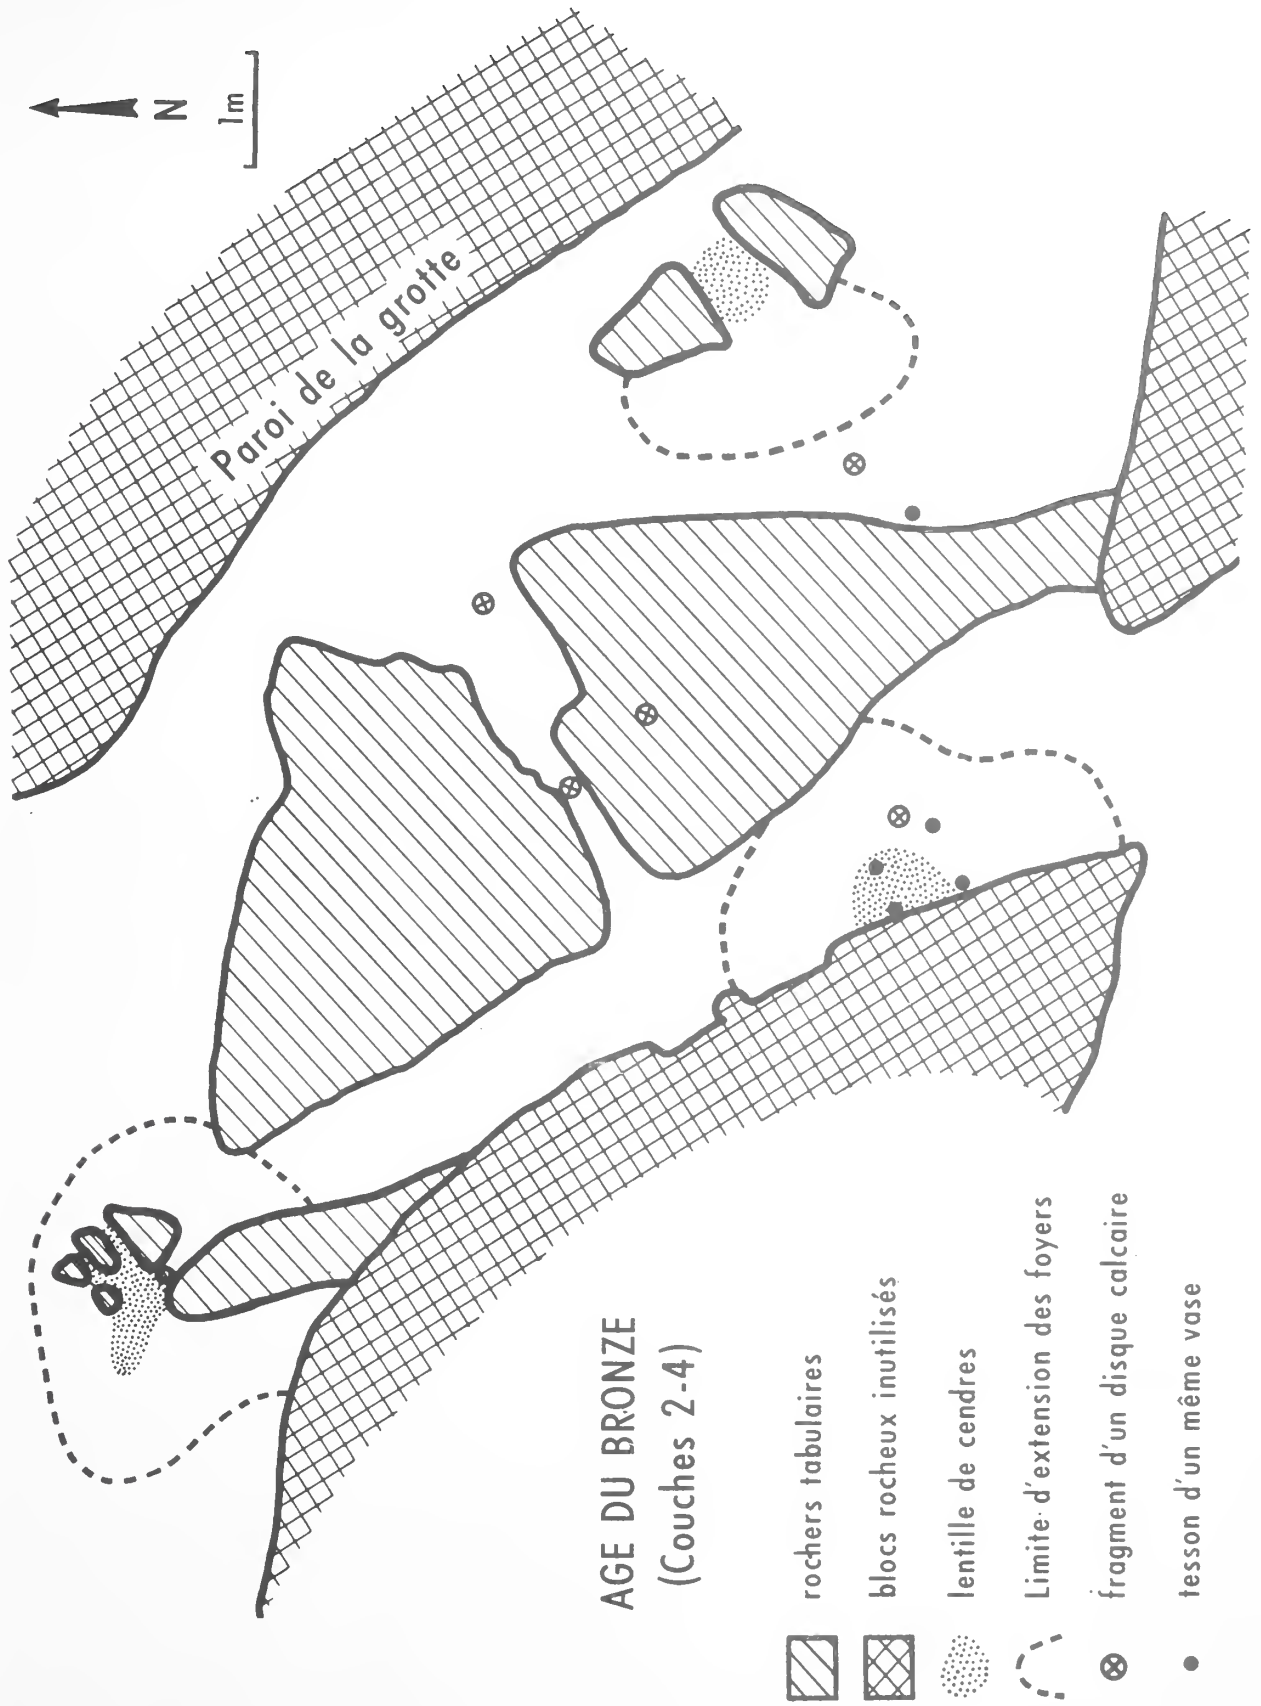 N
1m
Paroi de la grotte
AGE DU BRONZE
(Couches 2-4)
rochers tabulaires
blocs rocheux inutilisés
lentille de cendres
Limite d'extension des foyers
fragment d'un disque calcaire
tesson d'un même vase